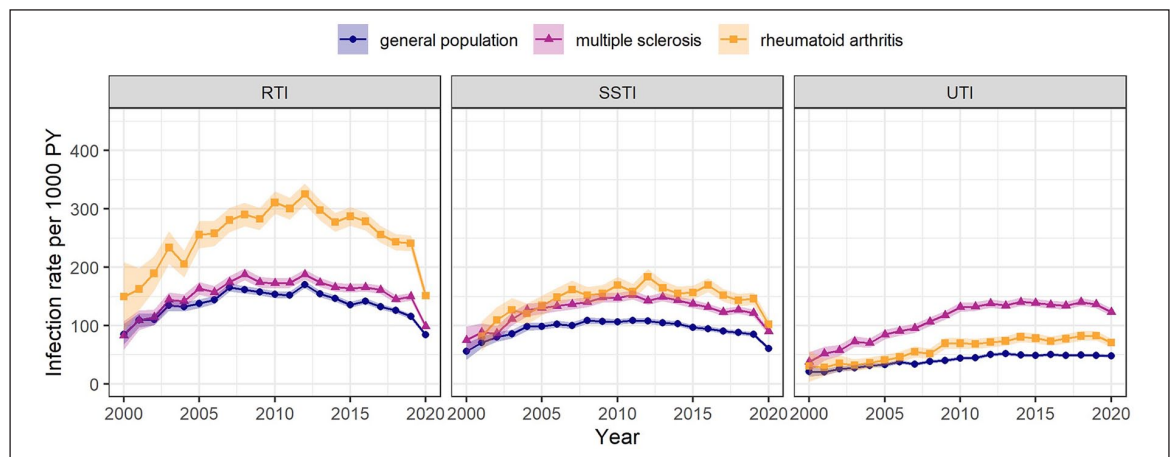 general population multiple sclerosis rheumatoid arthritis
RTI SSTI UTI
Infection rate per 1000 PY
400
300
200
100
0
2000 2005 2010 2015 2020 2000 2005 2010 2015 2020 2000 2005 2010 2015 2020
Year